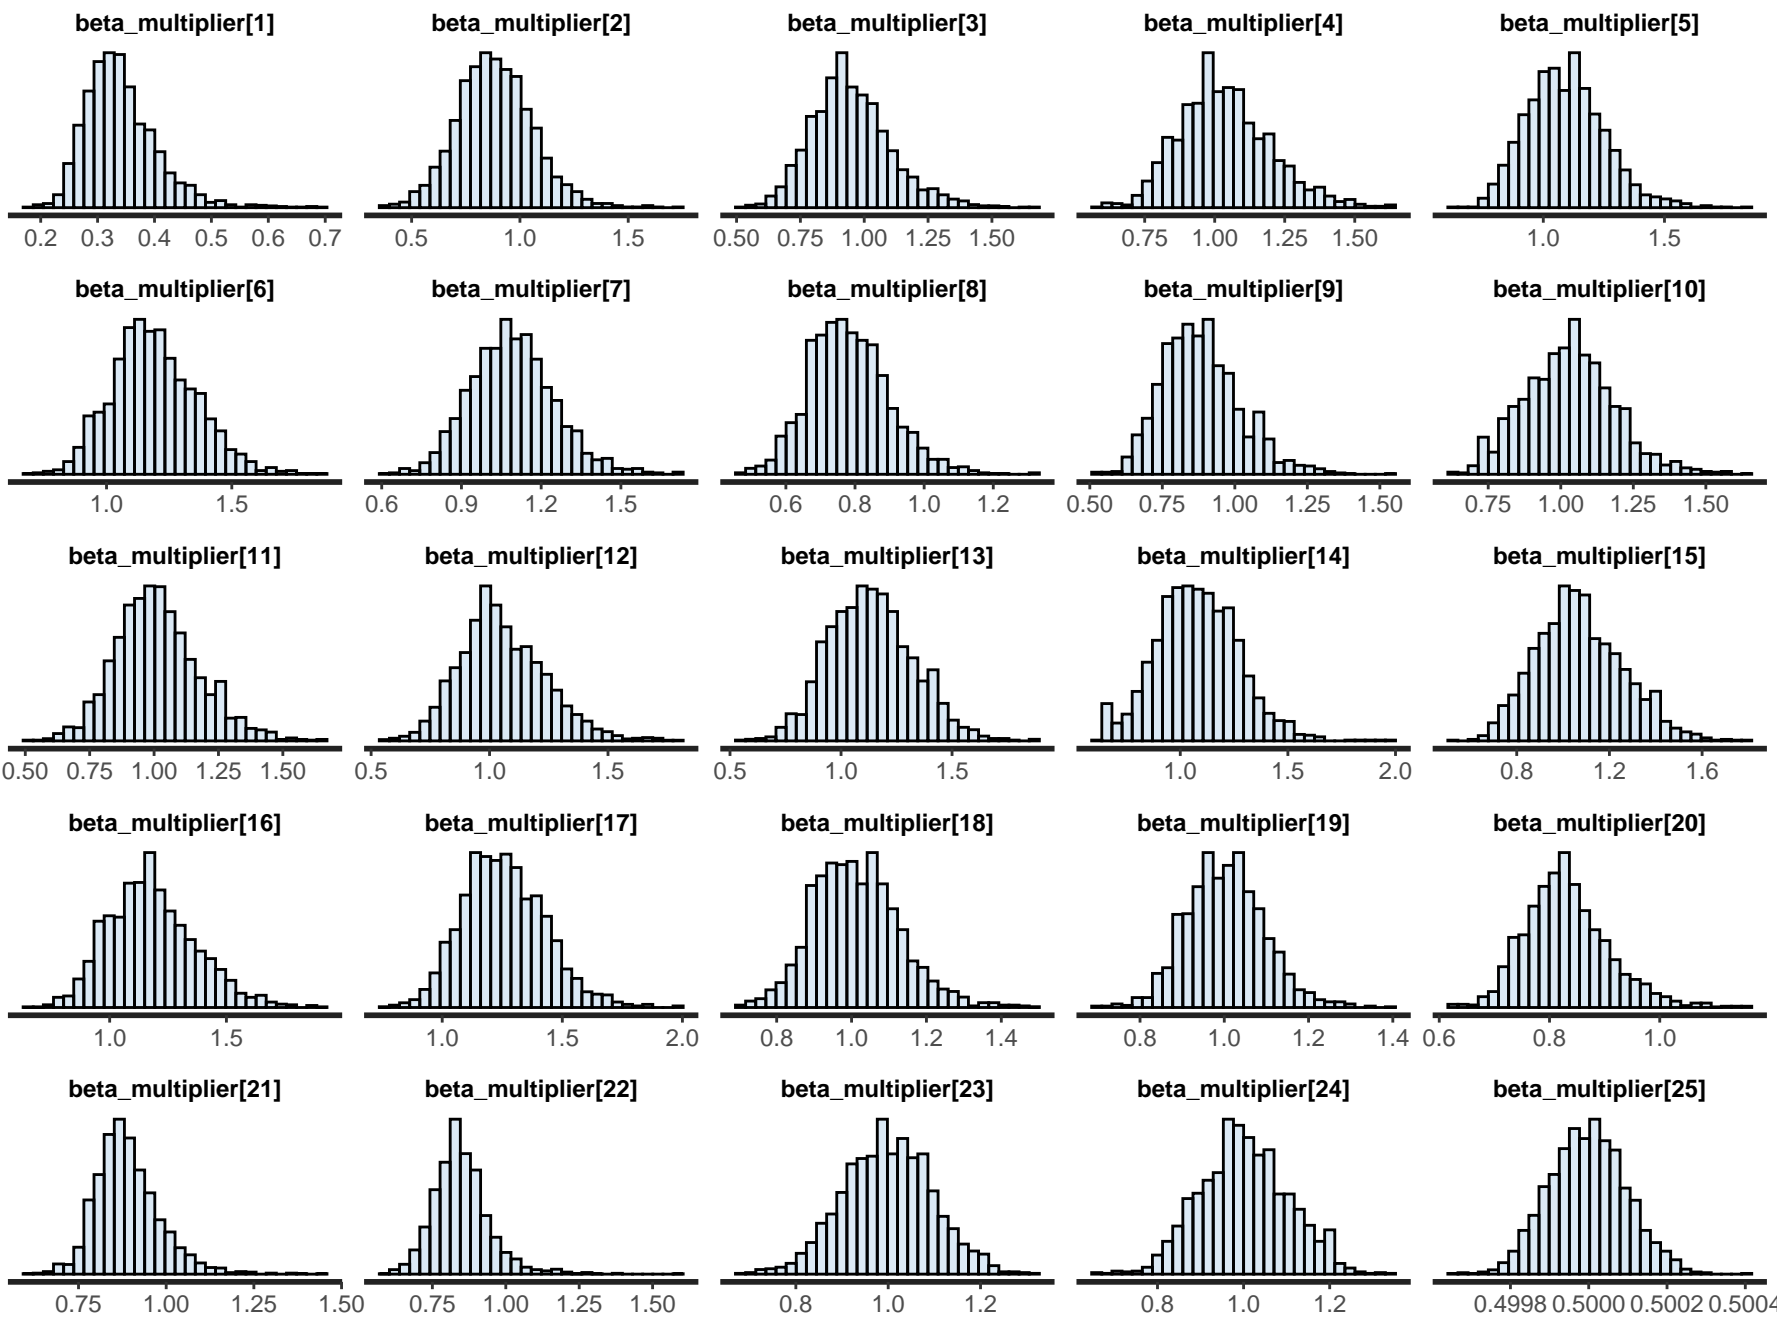 beta_multiplier[1] beta_multiplier[2] beta_multiplier[3] beta_multiplier[4] beta_multiplier[5]
0.2 0.3 0.4 0.5 0.6 0.7 0.5 1.0 1.5 0.50 0.75 1.00 1.25 1.50 0.75 1.00 1.25 1.50 1.0 1.5
beta_multiplier[6] beta_multiplier[7] beta_multiplier[8] beta_multiplier[9] beta_multiplier[10]
1.0 1.5 0.6 0.9 1.2 1.5 0.6 0.8 1.0 1.2 0.50 0.75 1.00 1.25 1.50 0.75 1.00 1.25 1.50
beta_multiplier[11] beta_multiplier[12] beta_multiplier[13] beta_multiplier[14] beta_multiplier[15]
0.50 0.75 1.00 1.25 1.50 0.5 1.0 1.5 0.5 1.0 1.5 1.0 1.5 2.0 0.8 1.2 1.6
beta_multiplier[16] beta_multiplier[17] beta_multiplier[18] beta_multiplier[19] beta_multiplier[20]
1.0 1.5 1.0 1.5 2.0 0.8 1.0 1.2 1.4 0.8 1.0 1.2 1.4 0.6 0.8 1.0
beta_multiplier[21] beta_multiplier[22] beta_multiplier[23] beta_multiplier[24] beta_multiplier[25]
0.75 1.00 1.25 1.50 0.75 1.00 1.25 1.50 0.8 1.0 1.2 0.8 1.0 1.2 0.4998 0.5000 0.5002 0.5004